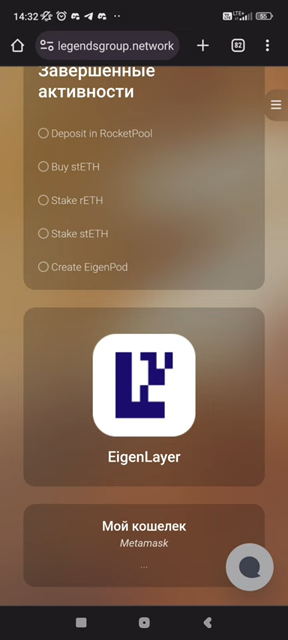 14:32
legendsgroup.network
82
Завершенные
активности
Deposit in RocketPool
Buy stETH
Stake rETH
Stake stETH
Create EigenPod
EigenLayer
Мой кошелек
Metamask
...